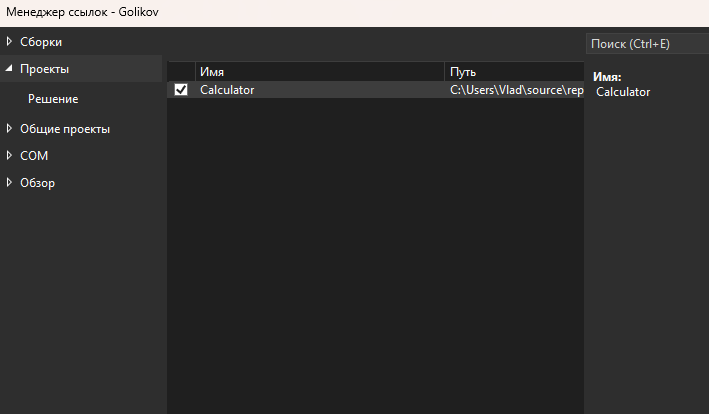 Менеджер ссылок - Golikov
Сборки
Проекты
Решение
Общие проекты
COM
Обзор
Имя Путь
Calculator C:\Users\Vlad\source\rep
Поиск (Ctrl+E)
Имя:
Calculator